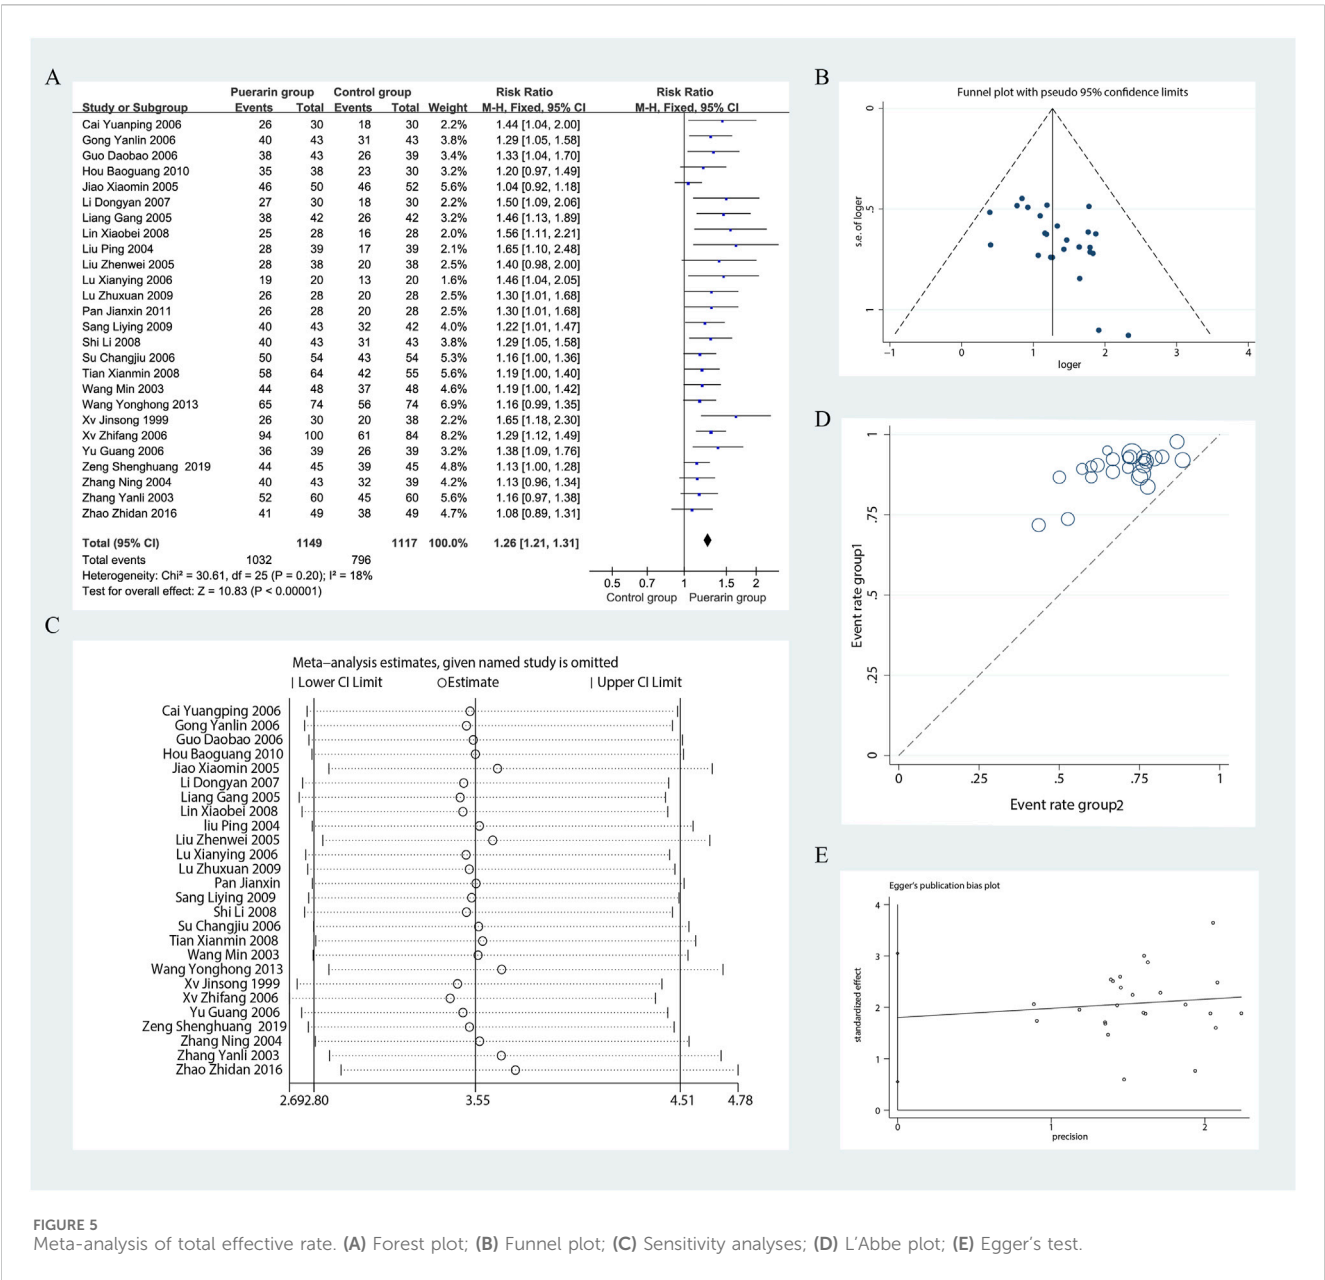 A
Puerarin group Control group Risk Ratio Risk Ratio
Study or Subgroup Events Total Events Total Weight M-H, Fixed, 95% CI M-H, Fixed, 95% CI
Cai Yuanping 2006 26 30 18 30 2.2% 1.44 [1.04, 2.00]
Gong Yanlin 2006 40 43 31 43 3.8% 1.29 [1.05, 1.58]
Guo Daobao 2006 38 43 26 39 3.4% 1.33 [1.04, 1.70]
Hou Baoguang 2010 35 38 23 30 3.2% 1.20 [0.97, 1.49]
Jiao Xiaomin 2005 46 50 46 52 5.6% 1.04 [0.92, 1.18]
Li Dongyan 2007 27 30 18 30 2.2% 1.50 [1.09, 2.06]
Liang Gang 2005 38 42 26 42 3.2% 1.46 [1.13, 1.89]
Lin Xiaobei 2008 25 28 16 28 2.0% 1.56 [1.11, 2.21]
Liu Ping 2004 28 39 17 39 2.1% 1.65 [1.10, 2.48]
Liu Zhenwei 2005 28 38 20 38 2.5% 1.40 [0.98, 2.00]
Lu Xianying 2006 19 20 13 20 1.6% 1.46 [1.04, 2.05]
Lu Zhuxuan 2009 26 28 20 28 2.5% 1.30 [1.01, 1.68]
Pan Jianxin 2011 26 28 20 28 2.5% 1.30 [1.01, 1.68]
Sang Liying 2009 40 43 32 42 4.0% 1.22 [1.01, 1.47]
Shi Li 2008 40 43 31 43 3.8% 1.29 [1.05, 1.58]
Su Changjiu 2006 50 54 43 54 5.3% 1.16 [1.00, 1.36]
Tian Xianmin 2008 58 64 42 55 5.6% 1.19 [1.00, 1.40]
Wang Min 2003 44 48 37 48 4.6% 1.19 [1.00, 1.42]
Wang Yonghong 2013 65 74 56 74 6.9% 1.16 [0.99, 1.35]
Xv Jinsong 1999 26 30 20 38 2.2% 1.65 [1.18, 2.30]
Xv Zhifang 2006 94 100 61 84 8.2% 1.29 [1.12, 1.49]
Yu Guang 2006 36 39 26 39 3.2% 1.38 [1.09, 1.76]
Zeng Shenghuang 2019 44 45 39 45 4.8% 1.13 [1.00, 1.28]
Zhang Ning 2004 40 43 32 39 4.2% 1.13 [0.96, 1.34]
Zhang Yanli 2003 52 60 45 60 5.6% 1.16 [0.97, 1.38]
Zhao Zhidan 2016 41 49 38 49 4.7% 1.08 [0.89, 1.31]
Total (95% CI) 1149 1117 100.0% 1.26 [1.21, 1.31]
Total events 1032 796
Heterogeneity: Chi² = 30.61, df = 25 (P = 0.20); I² = 18%
Test for overall effect: Z = 10.83 (P < 0.00001)
0.5 0.7 1 1.5 2
Control group Puerarin group
B
Funnel plot with pseudo 95% confidence limits
s.e. of loger
0
.5
1
−1 0 1 2 3 4
loger
C
Meta−analysis estimates, given named study is omitted
| Lower CI Limit ○Estimate | Upper CI Limit
Cai Yuangping 2006
Gong Yanlin 2006
Guo Daobao 2006
Hou Baoguang 2010
Jiao Xiaomin 2005
Li Dongyan 2007
Liang Gang 2005
Lin Xiaobei 2008
liu Ping 2004
Liu Zhenwei 2005
Lu Xianying 2006
Lu Zhuxuan 2009
Pan Jianxin
Sang Liying 2009
Shi Li 2008
Su Changjiu 2006
Tian Xianmin 2008
Wang Min 2003
Wang Yonghong 2013
Xv Jinsong 1999
Xv Zhifang 2006
Yu Guang 2006
Zeng Shenghuang 2019
Zhang Ning 2004
Zhang Yanli 2003
Zhao Zhidan 2016
2.692.80 3.55 4.51 4.78
D
Event rate group1
1
.75
.5
.25
0
0 .25 .5 .75 1
Event rate group2
E
Egger's publication bias plot
standardized effect
4
3
2
1
0
0 1 2
precision
FIGURE 5
Meta-analysis of total effective rate. (A) Forest plot; (B) Funnel plot; (C) Sensitivity analyses; (D) L'Abbe plot; (E) Egger's test.